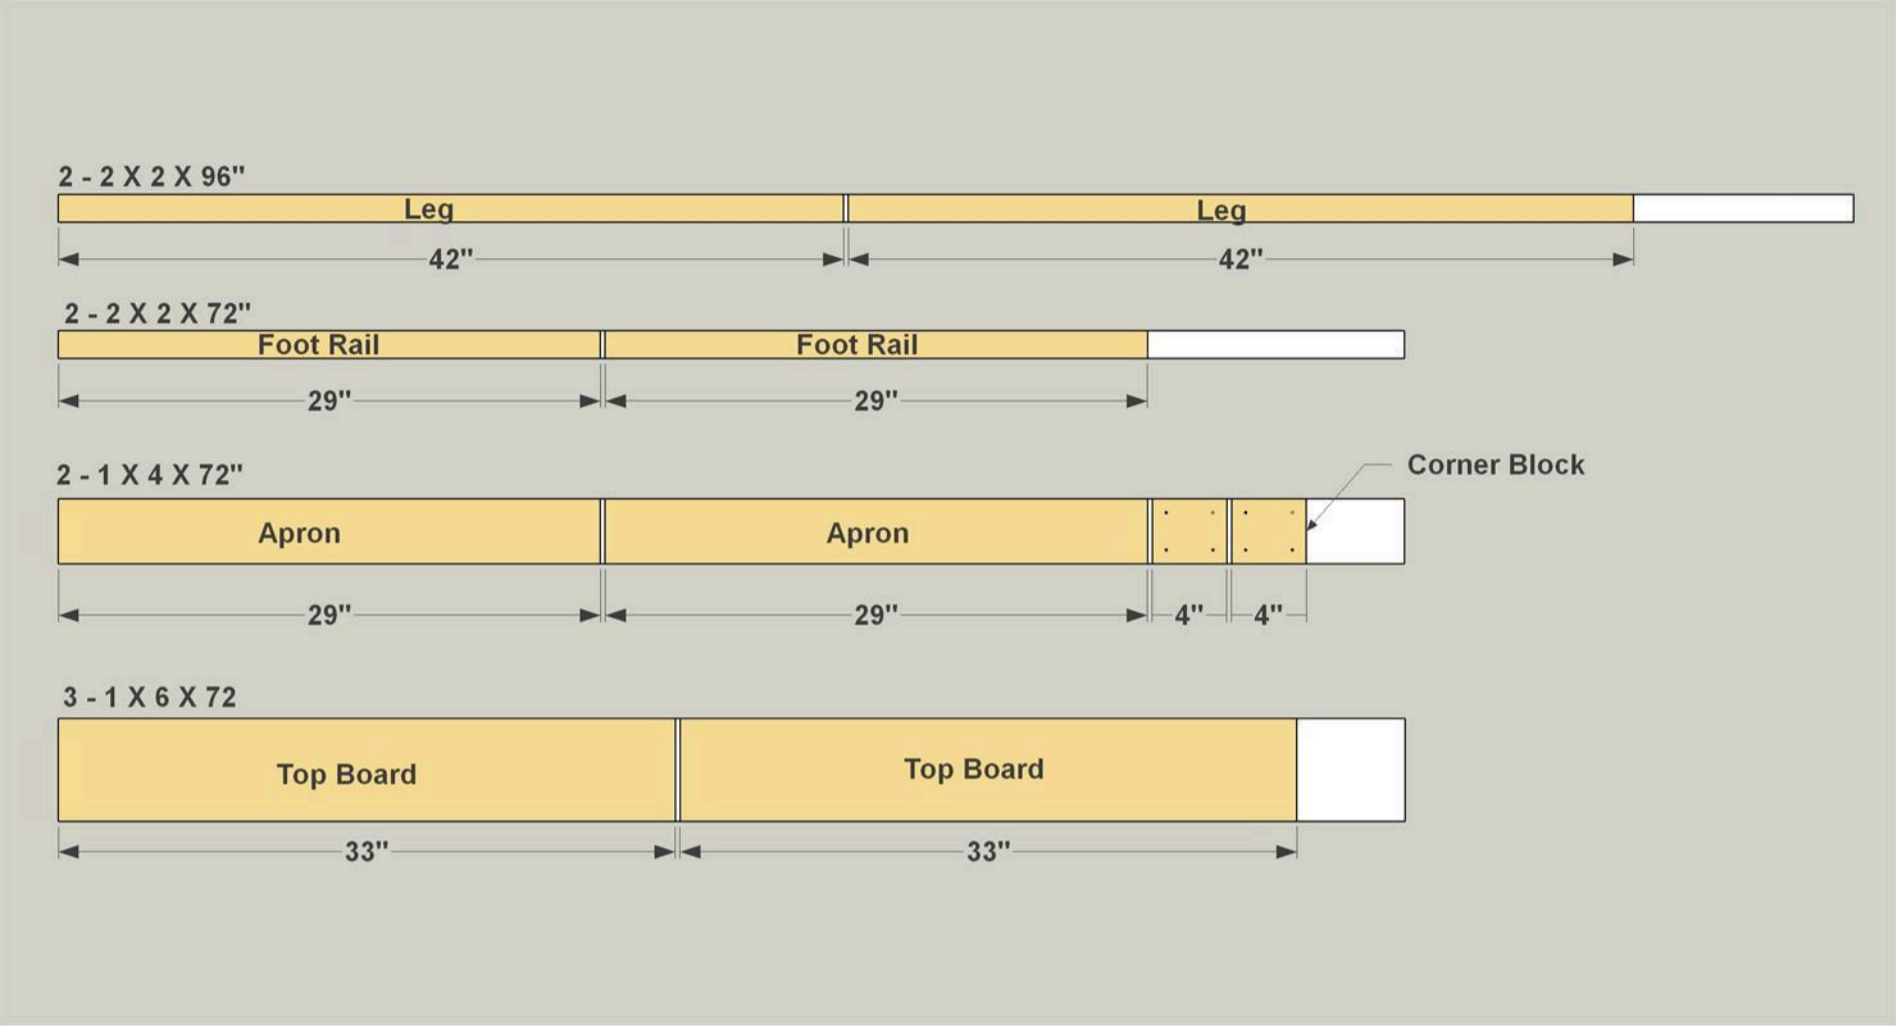 2 - 2 X 2 X 96"
Leg
Leg
42"
42"
2 - 2 X 2 X 72"
Foot Rail
Foot Rail
29"
29"
2 - 1 X 4 X 72"
Corner Block
Apron
Apron
29"
29"
4"
4"
3 - 1 X 6 X 72
Top Board
Top Board
33"
33"